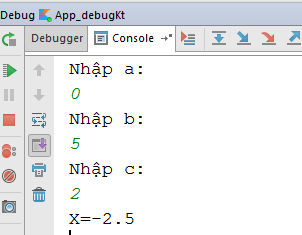 Debug App_debugKt
Debugger Console
Nhập a:
0
Nhập b:
5
Nhập c:
2
X=-2.5